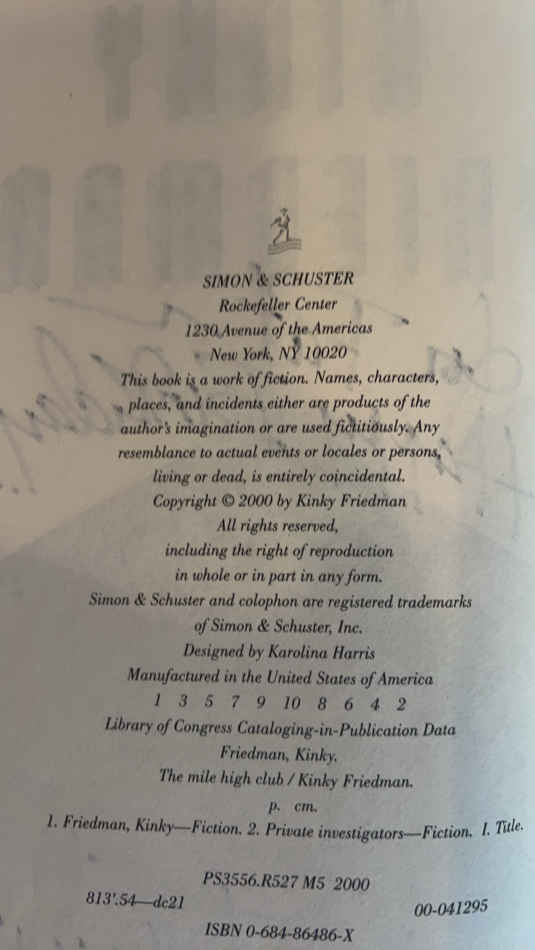 SIMON & SCHUSTER
Rockefeller Center
1230 Avenue of the Americas
New York, NY 10020
This book is a work of fiction. Names, characters,
places, and incidents either are products of the
author's imagination or are used fictitiously. Any
resemblance to actual events or locales or persons,
living or dead, is entirely coincidental.
Copyright © 2000 by Kinky Friedman
All rights reserved,
including the right of reproduction
in whole or in part in any form.
Simon & Schuster and colophon are registered trademarks
of Simon & Schuster, Inc.
Designed by Karolina Harris
Manufactured in the United States of America
1 3 5 7 9 10 8 6 4 2
Library of Congress Cataloging-in-Publication Data
Friedman, Kinky.
The mile high club / Kinky Friedman.
p. cm.
1. Friedman, Kinky—Fiction. 2. Private investigators—Fiction. I. Title.
PS3556.R527 M5 2000
813'.54—dc21
00-041295
ISBN 0-684-86486-X